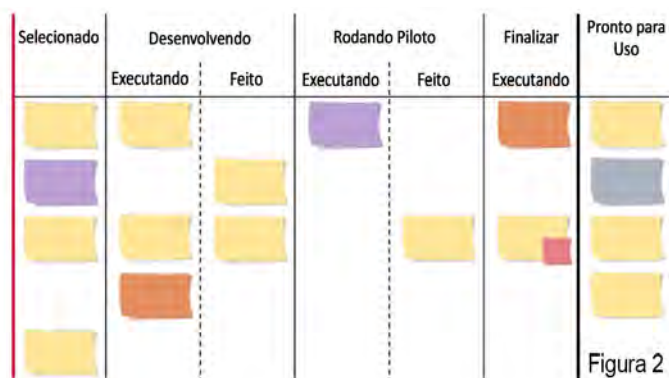 Selecionado
Desenvolvendo
Rodando Piloto
Finalizar
Pronto para
Uso
Executando
Feito
Executando
Feito
Executando
Figura 2